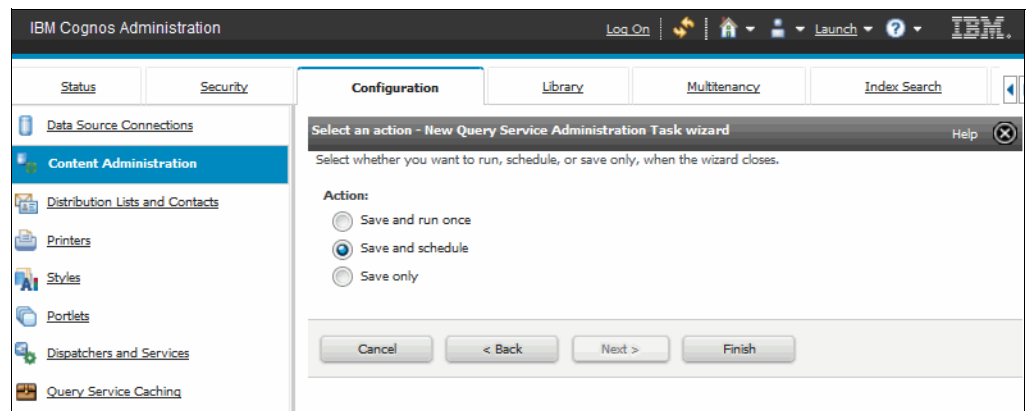 IBM Cognos Administration Log On Launch IBM.
Status Security Configuration Library Multitenancy Index Search
Data Source Connections
Content Administration
Distribution Lists and Contacts
Printers
Styles
Portlets
Dispatchers and Services
Query Service Caching
Select an action - New Query Service Administration Task wizard Help
Select whether you want to run, schedule, or save only, when the wizard closes.
Action:
Save and run once
Save and schedule
Save only
Cancel < Back Next > Finish